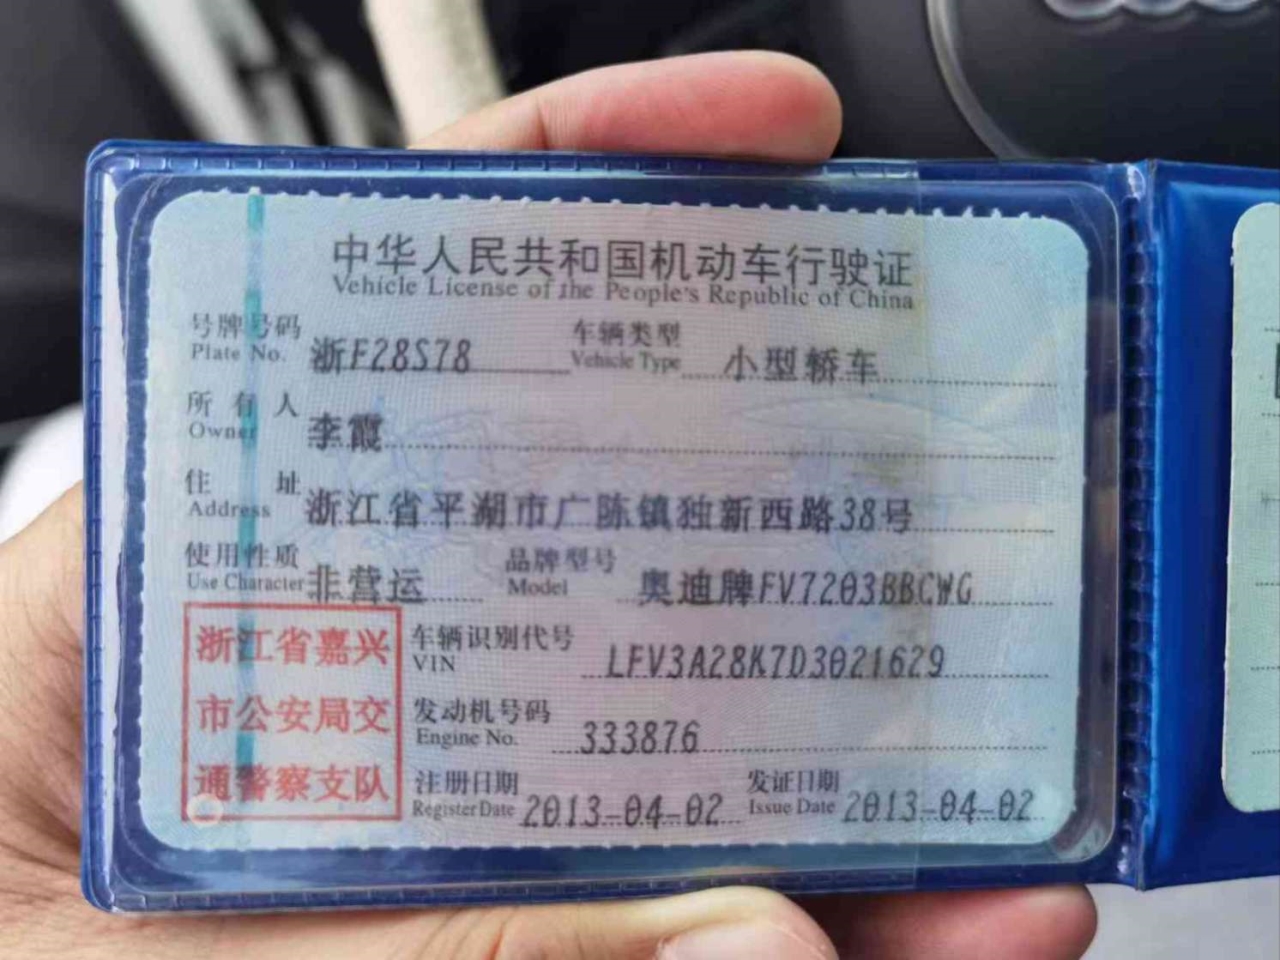 中华人民共和国机动车行驶证
Vehicle License of the People's Republic of China
号牌号码 浙F28S78 车辆类型 小型轿车
Plate No. Vehicle Type
所有人 李霞
Owner
住址 浙江省平湖市广陈镇独新西路38号
Address
使用性质 非营运 品牌型号 奥迪牌FV7203BBCWG
Use Character Model
浙江省嘉兴
市公安局交
通警察支队
车辆识别代号 LFV3A28K7D3021629
VIN
发动机号码 333876
Engine No.
注册日期 2013-04-02 发证日期 2013-04-02
Register Date Issue Date